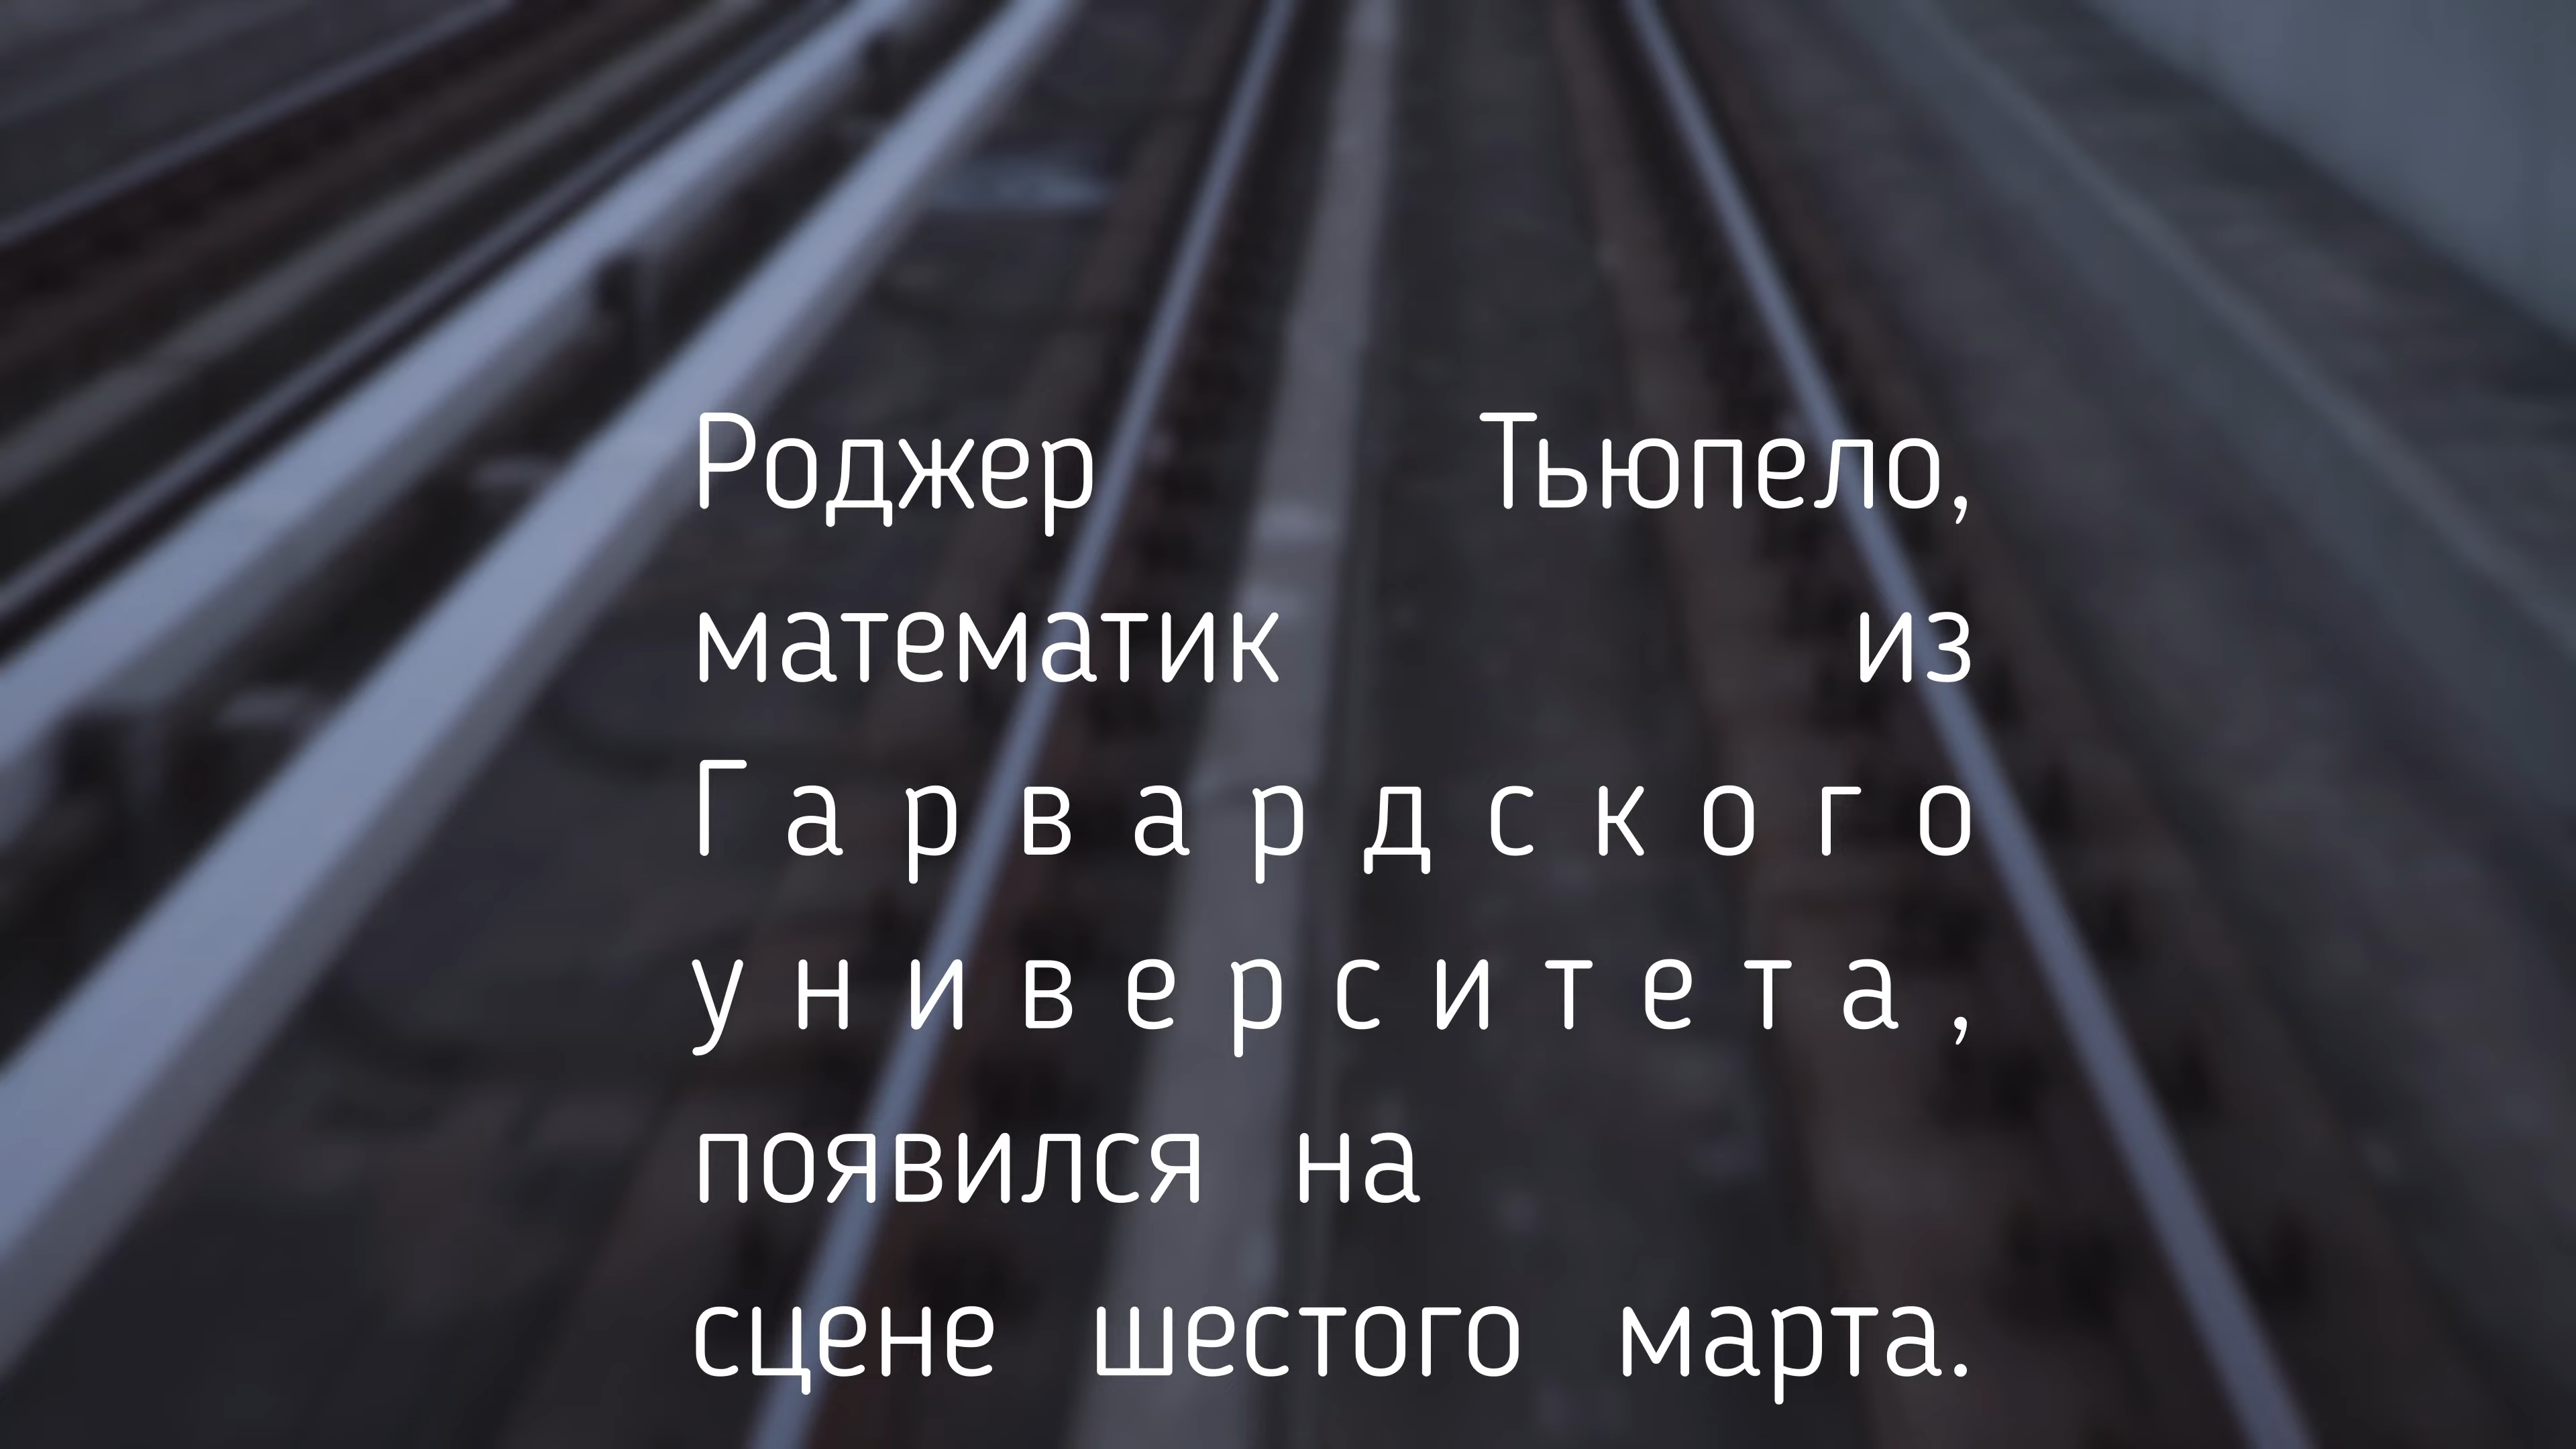 Роджер Тьюпело,
математик из
Гарвардского
университета,
появился на
сцене шестого марта.